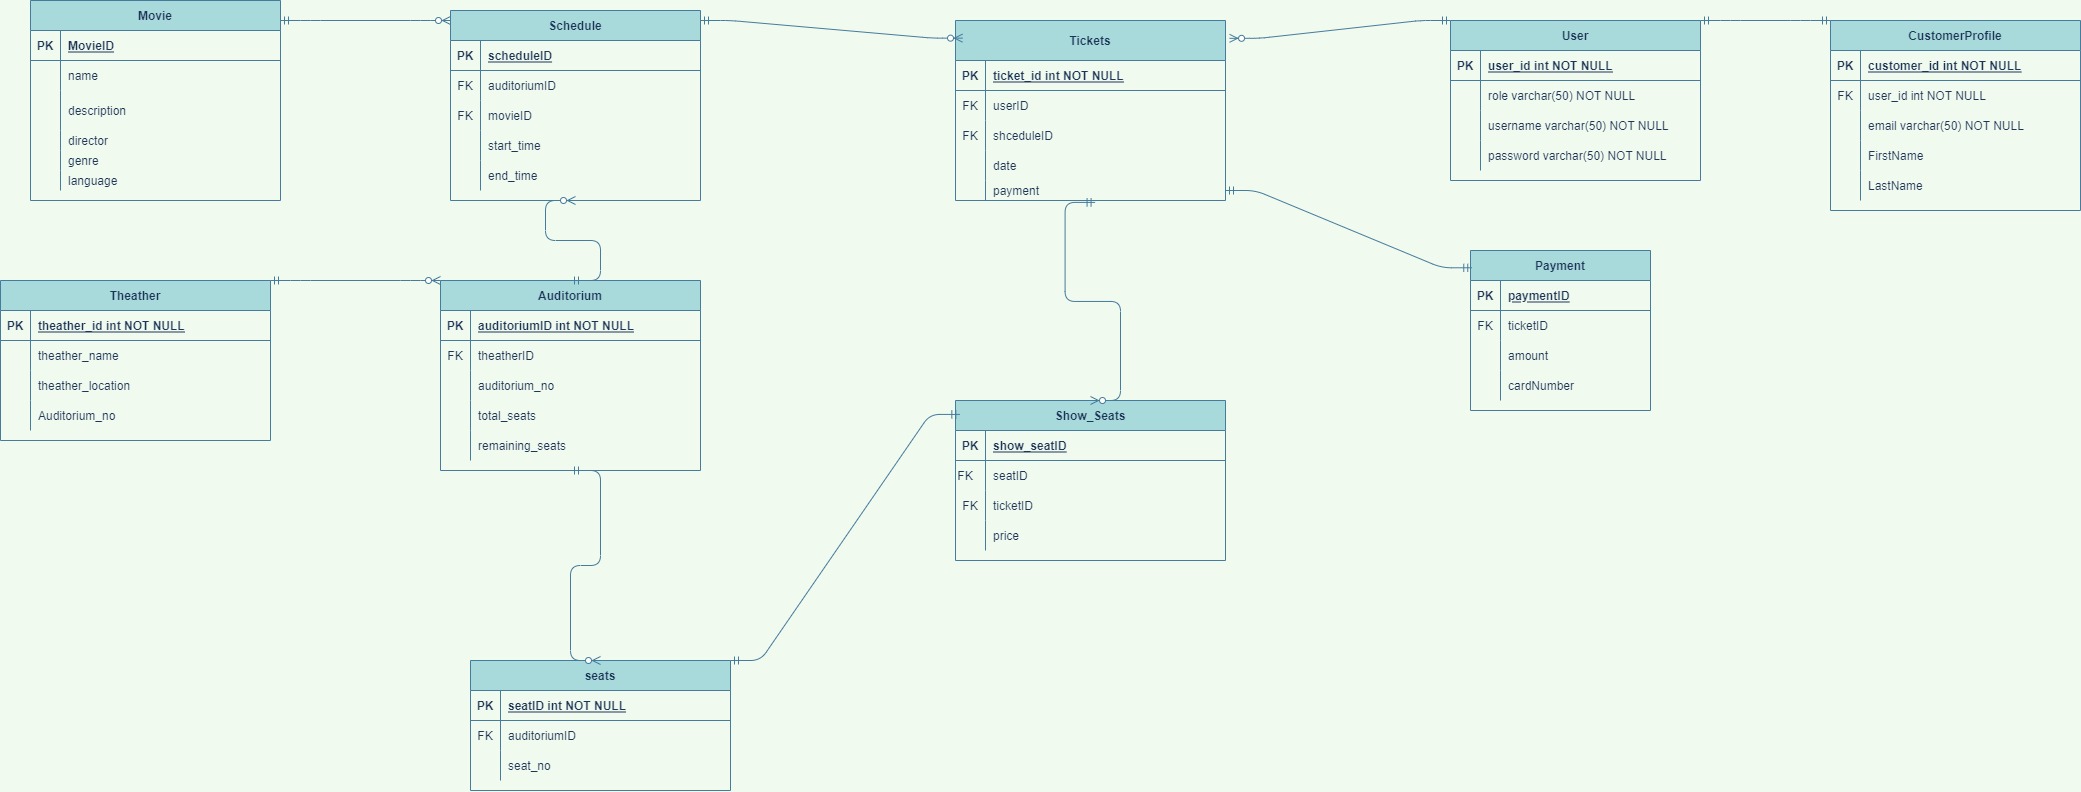 Movie
PK MovieID
name
description
director
genre
language
Schedule
PK scheduleID
FK auditoriumID
FK movieID
start_time
end_time
Tickets
PK ticket_id int NOT NULL
FK userID
FK shceduleID
date
payment
User
PK user_id int NOT NULL
role varchar(50) NOT NULL
username varchar(50) NOT NULL
password varchar(50) NOT NULL
CustomerProfile
PK customer_id int NOT NULL
FK user_id int NOT NULL
email varchar(50) NOT NULL
FirstName
LastName
Theather
PK theather_id int NOT NULL
theather_name
theather_location
Auditorium_no
Auditorium
PK auditoriumID int NOT NULL
FK theatherID
auditorium_no
total_seats
remaining_seats
Payment
PK paymentID
FK ticketID
amount
cardNumber
Show_Seats
PK show_seatID
FK seatID
FK ticketID
price
seats
PK seatID int NOT NULL
FK auditoriumID
seat_no